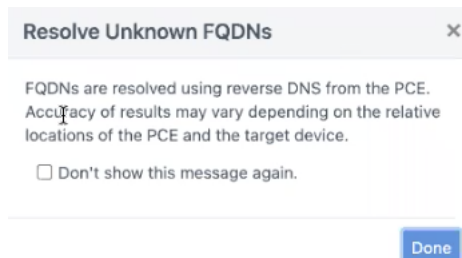 Resolve Unknown FQDNs
FQDNs are resolved using reverse DNS from the PCE.
Accuracy of results may vary depending on the relative
locations of the PCE and the target device.
Don't show this message again.
Done